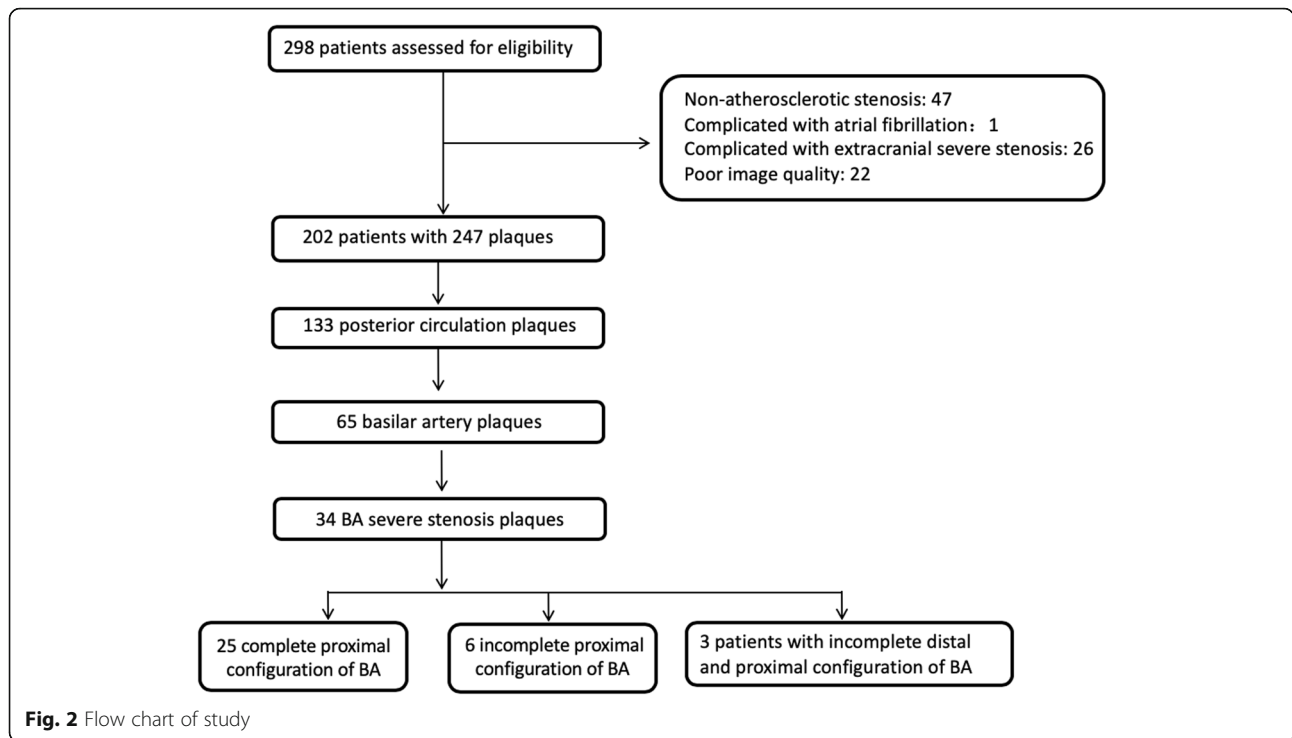 298 patients assessed for eligibility
Non-atherosclerotic stenosis: 47
Complicated with atrial fibrillation： 1
Complicated with extracranial severe stenosis: 26
Poor image quality: 22
202 patients with 247 plaques
133 posterior circulation plaques
65 basilar artery plaques
34 BA severe stenosis plaques
25 complete proximal
configuration of BA
6 incomplete proximal
configuration of BA
3 patients with incomplete distal
and proximal configuration of BA
Fig. 2 Flow chart of study